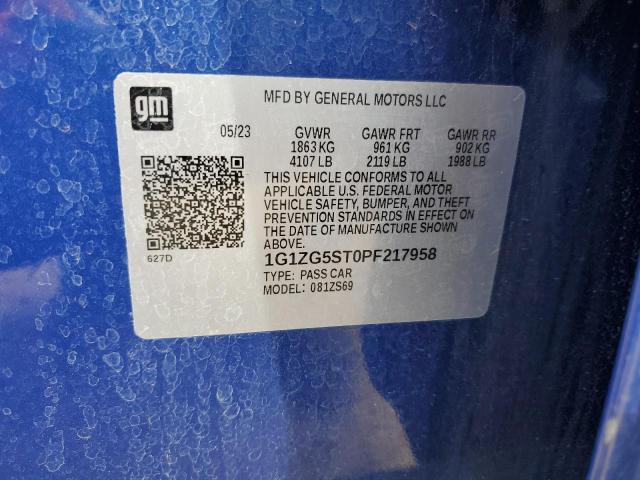 gm
MFD BY GENERAL MOTORS LLC
05/23 GVWR GAWR FRT GAWR RR
1863 KG 961 KG 902 KG
4107 LB 2119 LB 1988 LB
THIS VEHICLE CONFORMS TO ALL
APPLICABLE U.S. FEDERAL MOTOR
VEHICLE SAFETY, BUMPER, AND THEFT
PREVENTION STANDARDS IN EFFECT ON
THE DATE OF MANUFACTURE SHOWN
ABOVE.
627D
1G1ZG5ST0PF217958
TYPE: PASS CAR
MODEL: 081ZS69